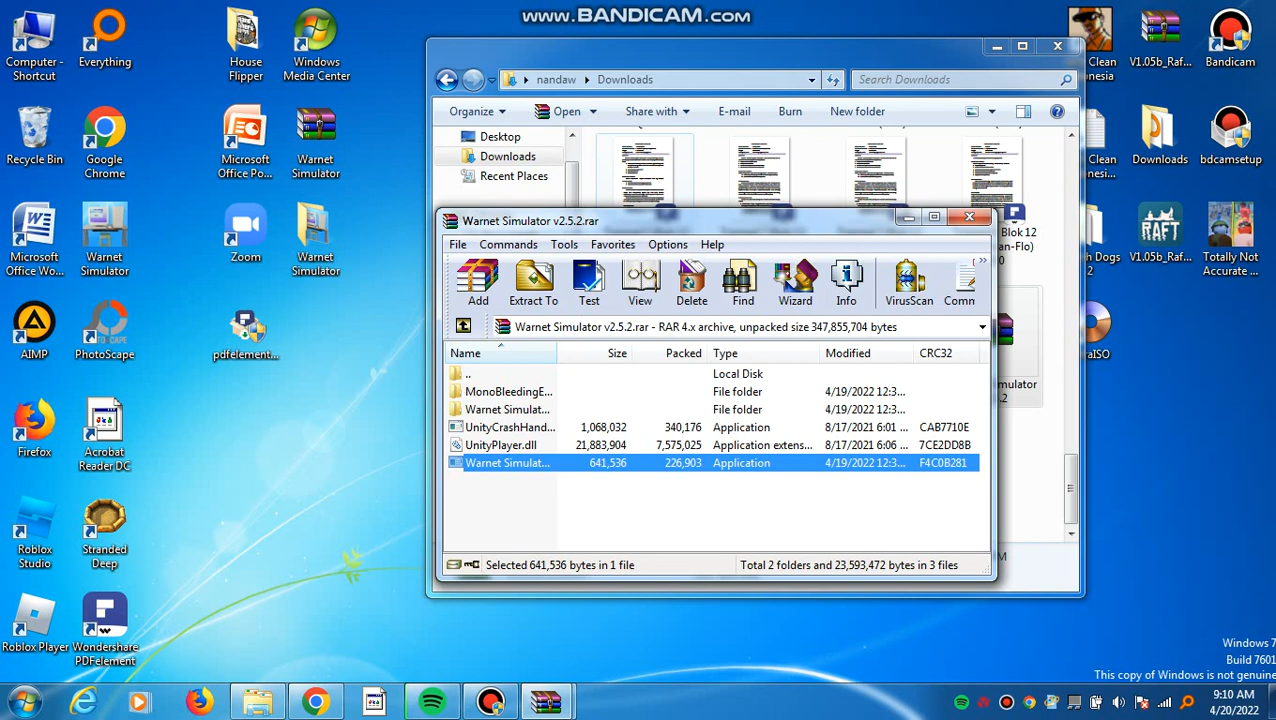 www.BANDICAM.com
Computer - Shortcut
Everything
House Flipper
Windows Media Center
Recycle Bin
Google Chrome
Microsoft Office Po...
Warnet Simulator
Microsoft Office Wo...
Warnet Simulator
Zoom
Warnet Simulator
AIMP
PhotoScape
pdfelement...
Firefox
Acrobat Reader DC
Roblox Studio
Stranded Deep
Roblox Player
Wondershare PDFelement
nandaw
Downloads
Search Downloads
Organize
Open
Share with
E-mail
Burn
New folder
Desktop
Downloads
Recent Places
Blok 12
an-Flo)
Warnet Simulator v2.5.2.rar
File
Commands
Tools
Favorites
Options
Help
Add
Extract To
Test
View
Delete
Find
Wizard
Info
VirusScan
Comn
Warnet Simulator v2.5.2.rar - RAR 4.x archive, unpacked size 347,855,704 bytes
Name Size Packed Type Modified CRC32
.. Local Disk
MonoBleedingE... File folder 4/19/2022 12:3...
Warnet Simulat... File folder 4/19/2022 12:3...
UnityCrashHand... 1,068,032 340,176 Application 8/17/2021 6:01 ... CAB7710E
UnityPlayer.dll 21,883,904 7,575,025 Application extens... 8/17/2021 6:06 ... 7CE2DD8B
Warnet Simulat... 641,536 226,903 Application 4/19/2022 12:3... F4C0B281
Selected 641,536 bytes in 1 file
Total 2 folders and 23,593,472 bytes in 3 files
Clean
V1.05b_Raf...
Bandicam
Clean
Downloads
bdcamsetup
RAFT
V1.05b_Raf...
Totally Not Accurate ...
Windows 7
Build 7601
This copy of Windows is not genuine
9:10 AM
4/20/2022